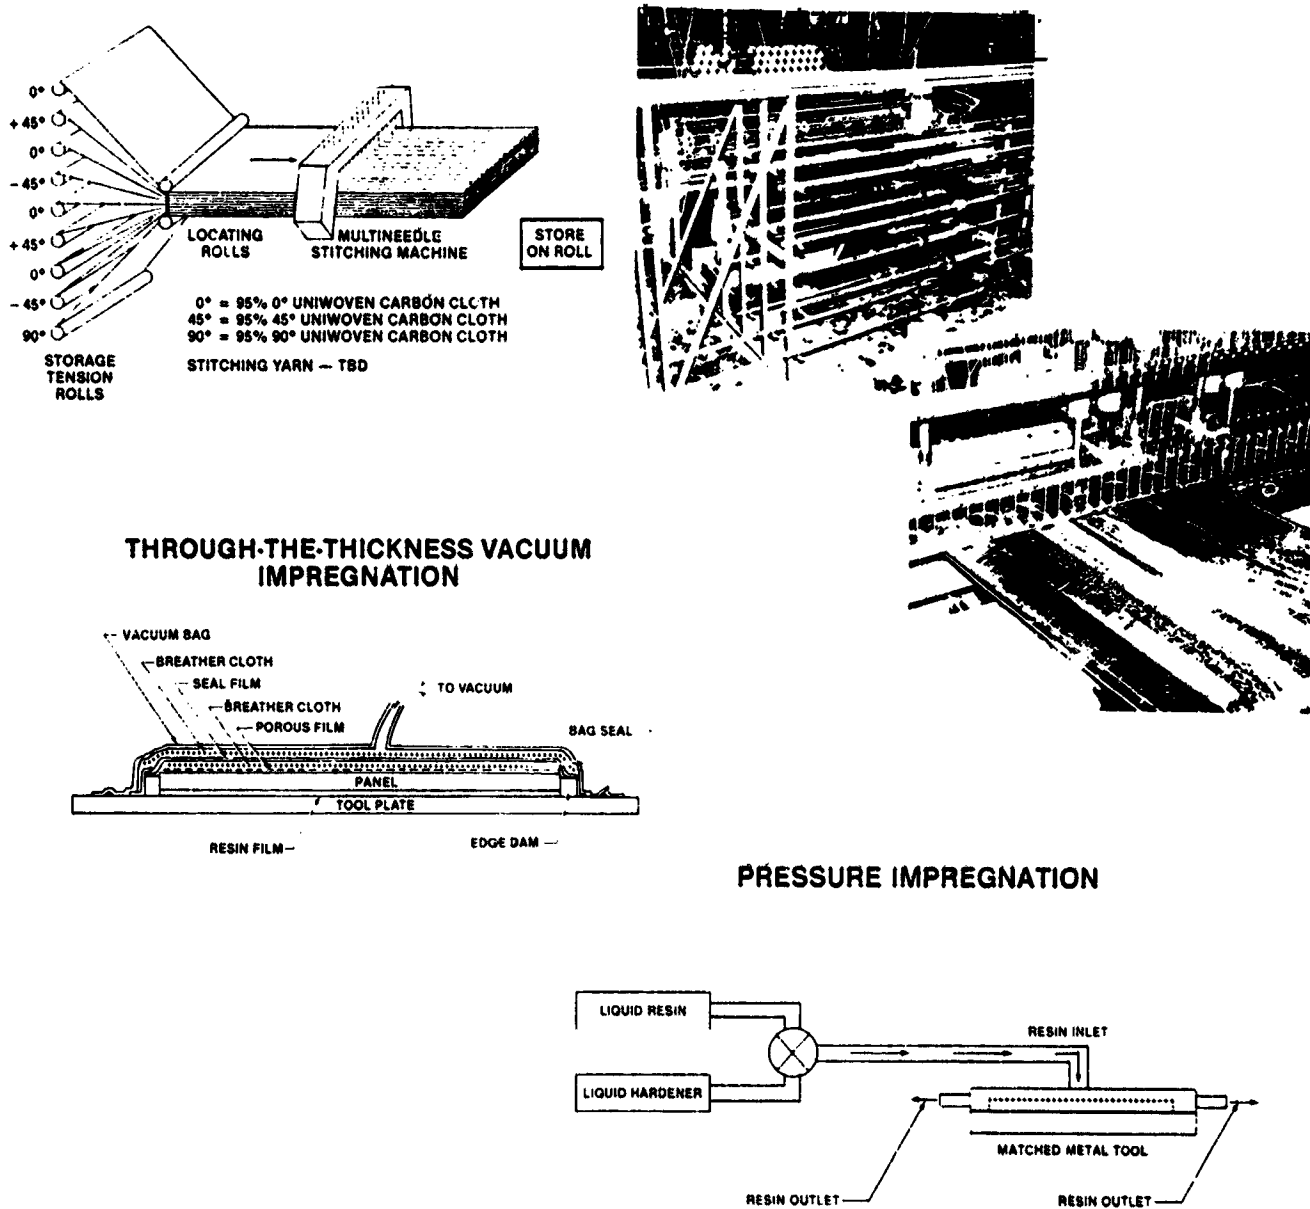 0°
+ 45°
0°
− 45°
0°
+ 45°
0°
− 45°
90°
STORAGE
TENSION
ROLLS
LOCATING
ROLLS
MULTINEEDLE
STITCHING MACHINE
STORE
ON ROLL
0° = 95% 0° UNIWOVEN CARBON CLOTH
45° = 95% 45° UNIWOVEN CARBON CLOTH
90° = 95% 90° UNIWOVEN CARBON CLOTH
STITCHING YARN — TBD
THROUGH-THE-THICKNESS VACUUM
IMPREGNATION
VACUUM BAG
BREATHER CLOTH
SEAL FILM
BREATHER CLOTH
POROUS FILM
TO VACUUM
BAG SEAL
PANEL
TOOL PLATE
RESIN FILM
EDGE DAM
PRESSURE IMPREGNATION
LIQUID RESIN
LIQUID HARDENER
RESIN INLET
MATCHED METAL TOOL
RESIN OUTLET
RESIN OUTLET